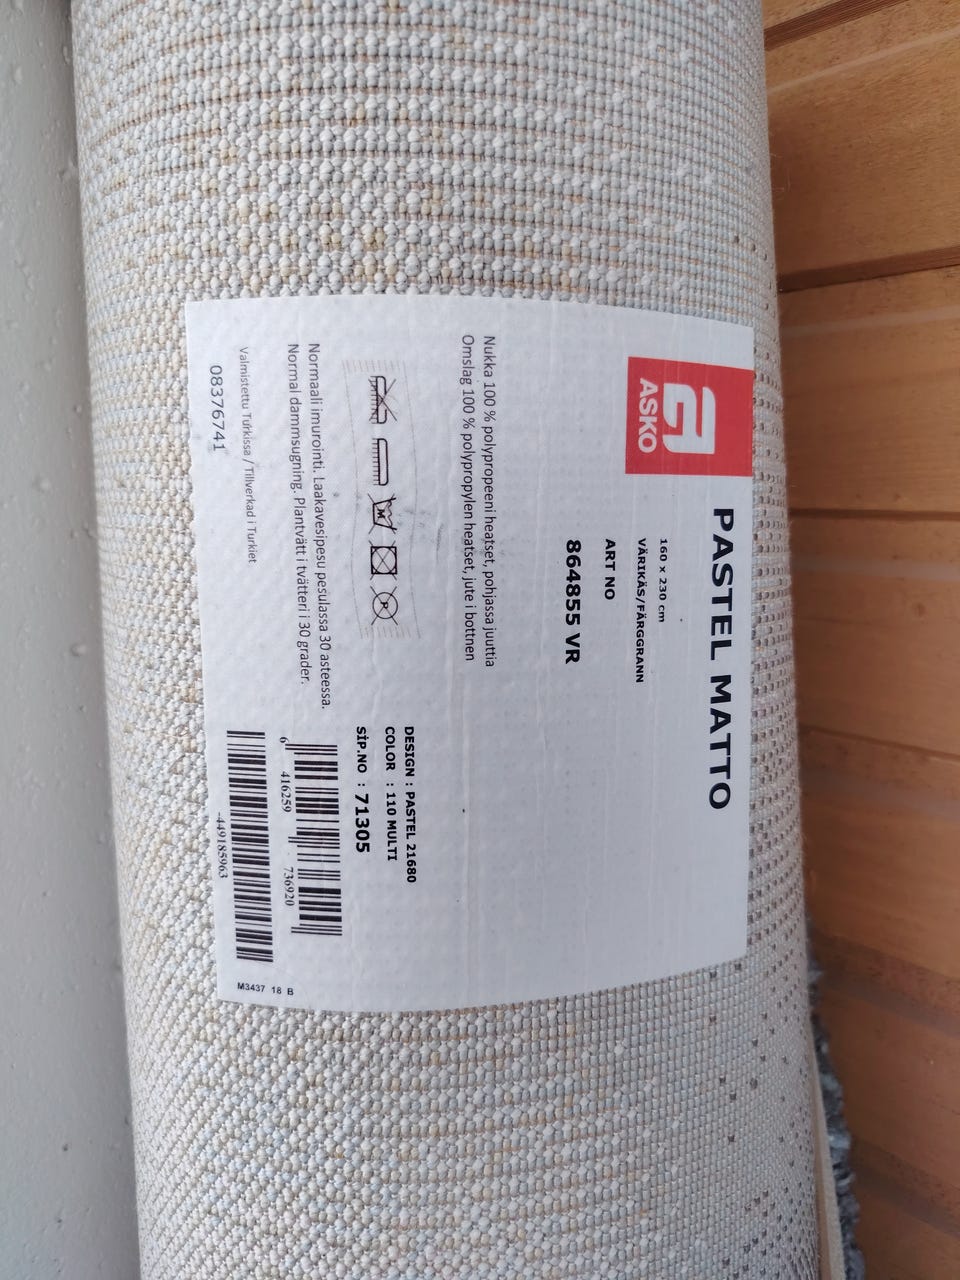 ASKO
PASTEL MATTO
160 x 230 cm
VÄRIKÄS/FÄRGGRANN
ART NO
864855 VR
Nukka 100 % polypropeeni heatset, pohjassa juuttia
Omslag 100 % polypropylen heatset, jute i bottnen
M
P
Normaali imurointi. Laakavesipesu pesulassa 30 asteessa.
Normal dammsugning. Plantvätt i tvätteri i 30 grader.
Valmistettu Turkissa / Tillverkad i Turkiet
08376741
DESIGN : PASTEL 21680
COLOR : 110 MULTI
SİP.NO : 71305
6 416259 736920
-449185963
M3437 18 B